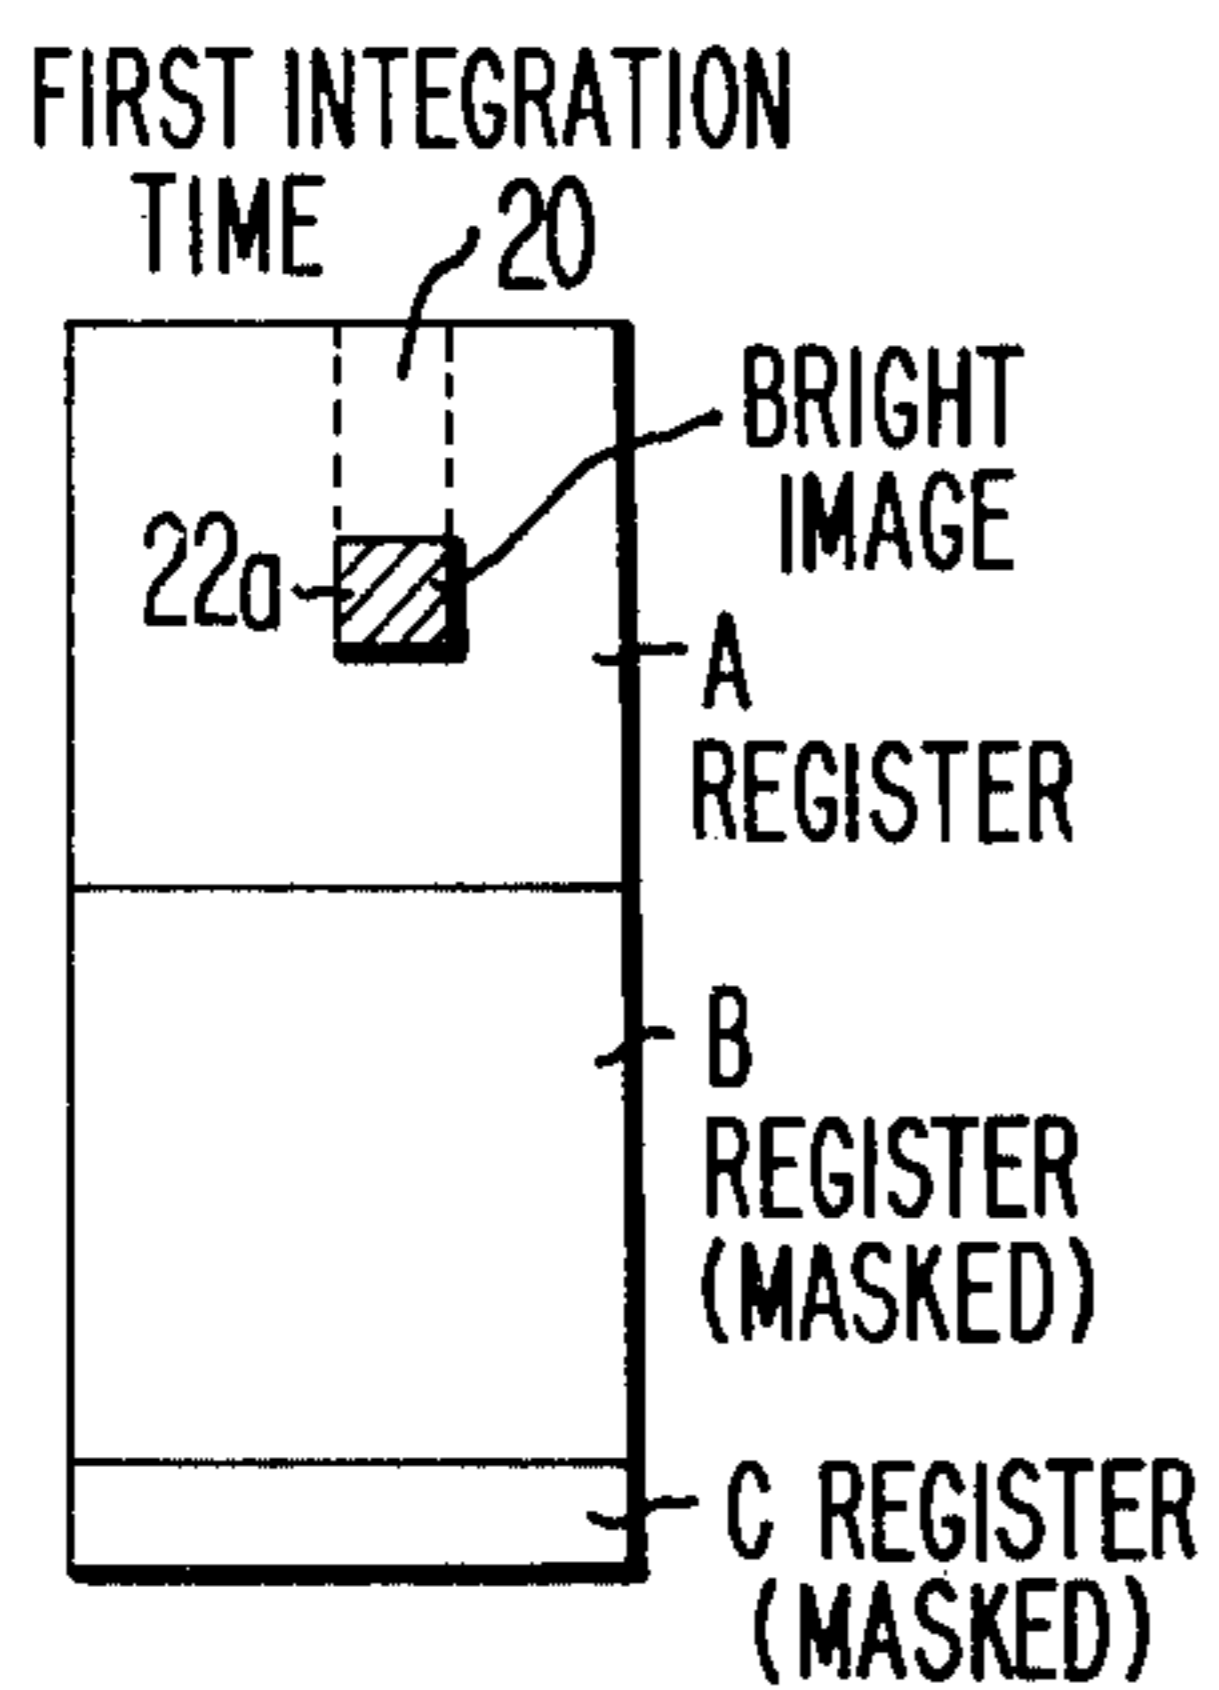 FIRST INTEGRATION
TIME
20
BRIGHT
IMAGE
22a
A
REGISTER
B
REGISTER
(MASKED)
C REGISTER
(MASKED)